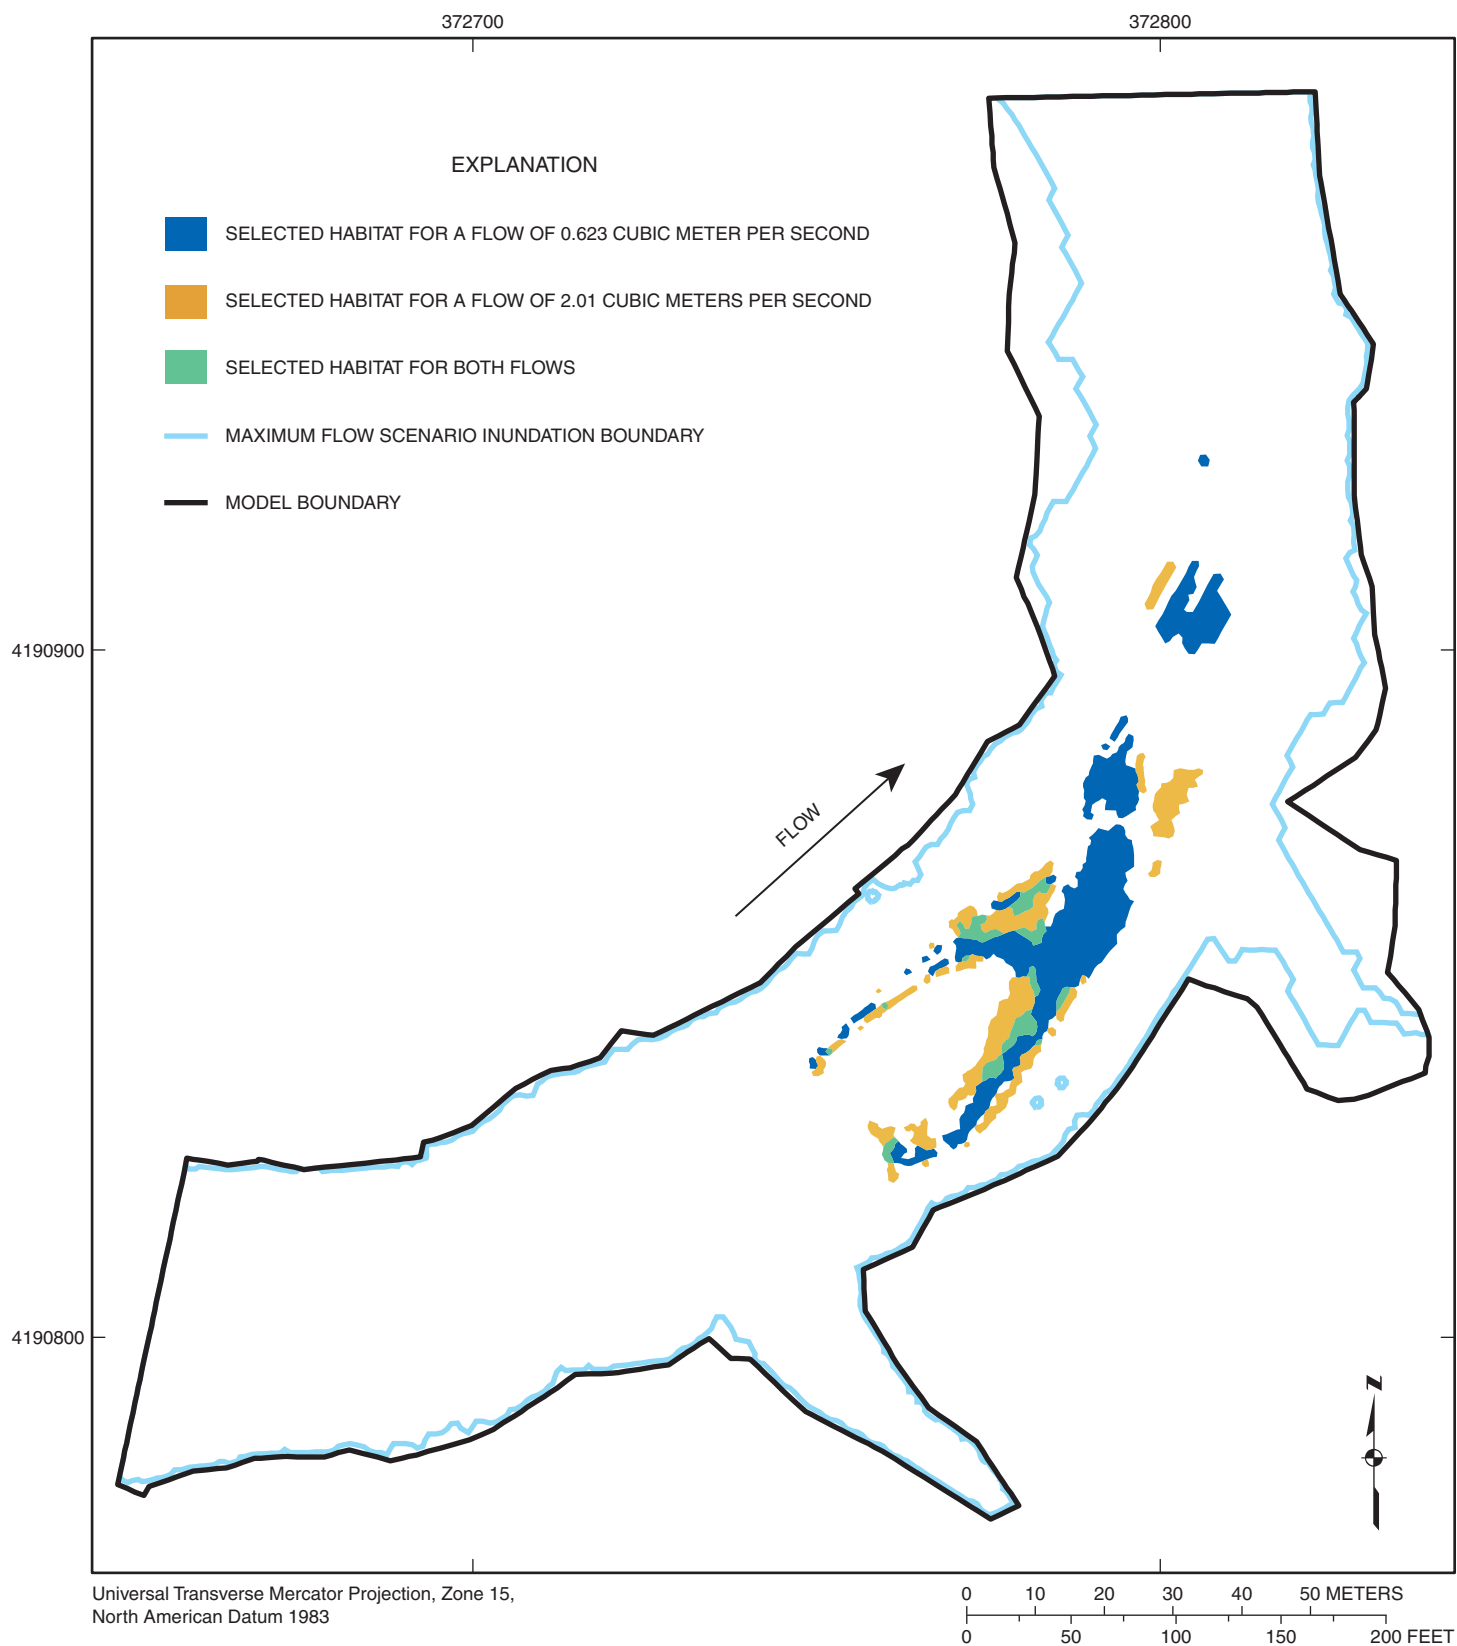 372700 372800
EXPLANATION
SELECTED HABITAT FOR A FLOW OF 0.623 CUBIC METER PER SECOND
SELECTED HABITAT FOR A FLOW OF 2.01 CUBIC METERS PER SECOND
SELECTED HABITAT FOR BOTH FLOWS
MAXIMUM FLOW SCENARIO INUNDATION BOUNDARY
MODEL BOUNDARY
4190900
FLOW
4190800
N
Universal Transverse Mercator Projection, Zone 15,
North American Datum 1983
0 10 20 30 40 50 METERS
0 50 100 150 200 FEET